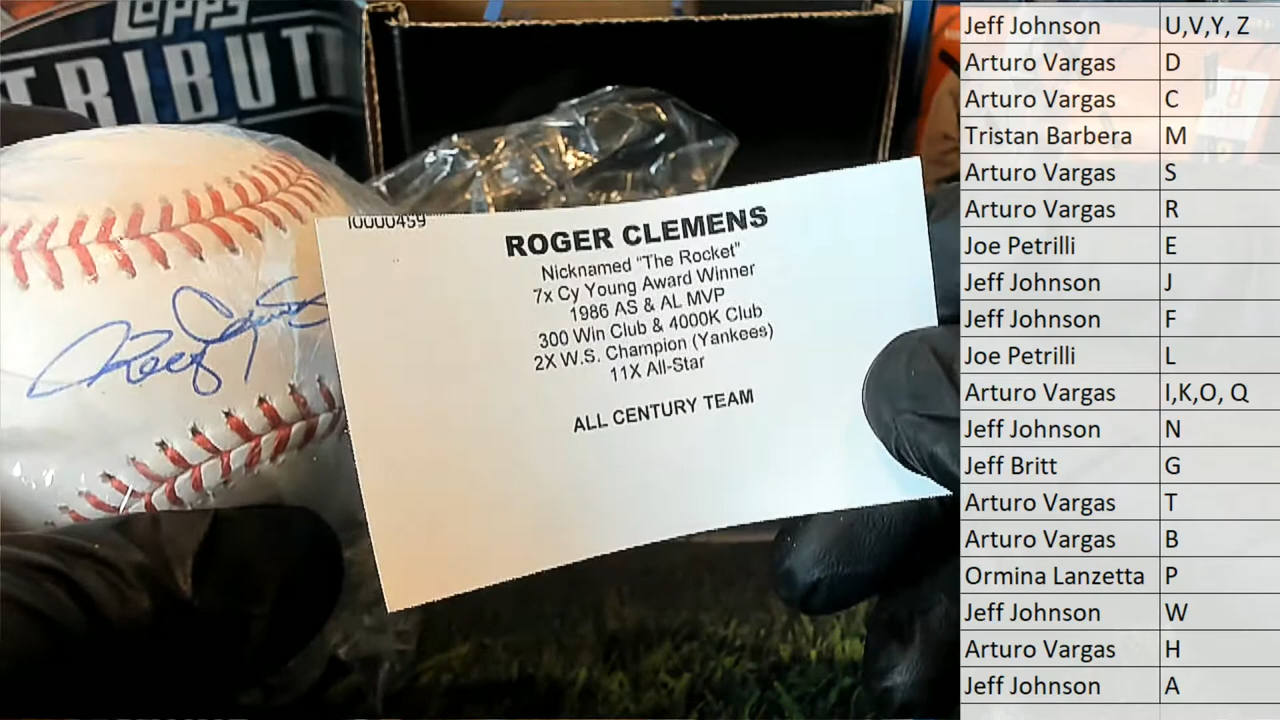 TOPPS
TRIBUT
10000459
ROGER CLEMENS
Nicknamed "The Rocket"
7x Cy Young Award Winner
1986 AS & AL MVP
300 Win Club & 4000K Club
2X W.S. Champion (Yankees)
11X All-Star
ALL CENTURY TEAM
Jeff Johnson U,V,Y, Z
Arturo Vargas D
Arturo Vargas C
Tristan Barbera M
Arturo Vargas S
Arturo Vargas R
Joe Petrilli E
Jeff Johnson J
Jeff Johnson F
Joe Petrilli L
Arturo Vargas I,K,O, Q
Jeff Johnson N
Jeff Britt G
Arturo Vargas T
Arturo Vargas B
Ormina Lanzetta P
Jeff Johnson W
Arturo Vargas H
Jeff Johnson A